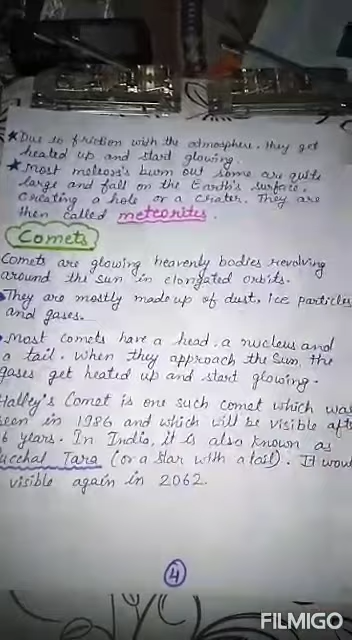 ★ Due to friction with the atmosphere, they get
heated up and start glowing.
★ Most meteors burn out some are quite
large and fall on the Earth's surface,
creating a hole or a crater. They are
then called meteorites.
Comets
Comets are glowing heavenly bodies revolving
around the sun in elongated orbits.
• They are mostly made up of dust, ice particles
and gases.
• Most comets have a head, a nucleus and
a tail. When they approach the Sun, the
gases get heated up and start glowing.
Halley's Comet is one such comet which was
seen in 1986 and which will be visible aft
6 years. In India, it is also known as
ucchal Tara (or a star with a tail). It woul
visible again in 2062.
4
FILMIGO